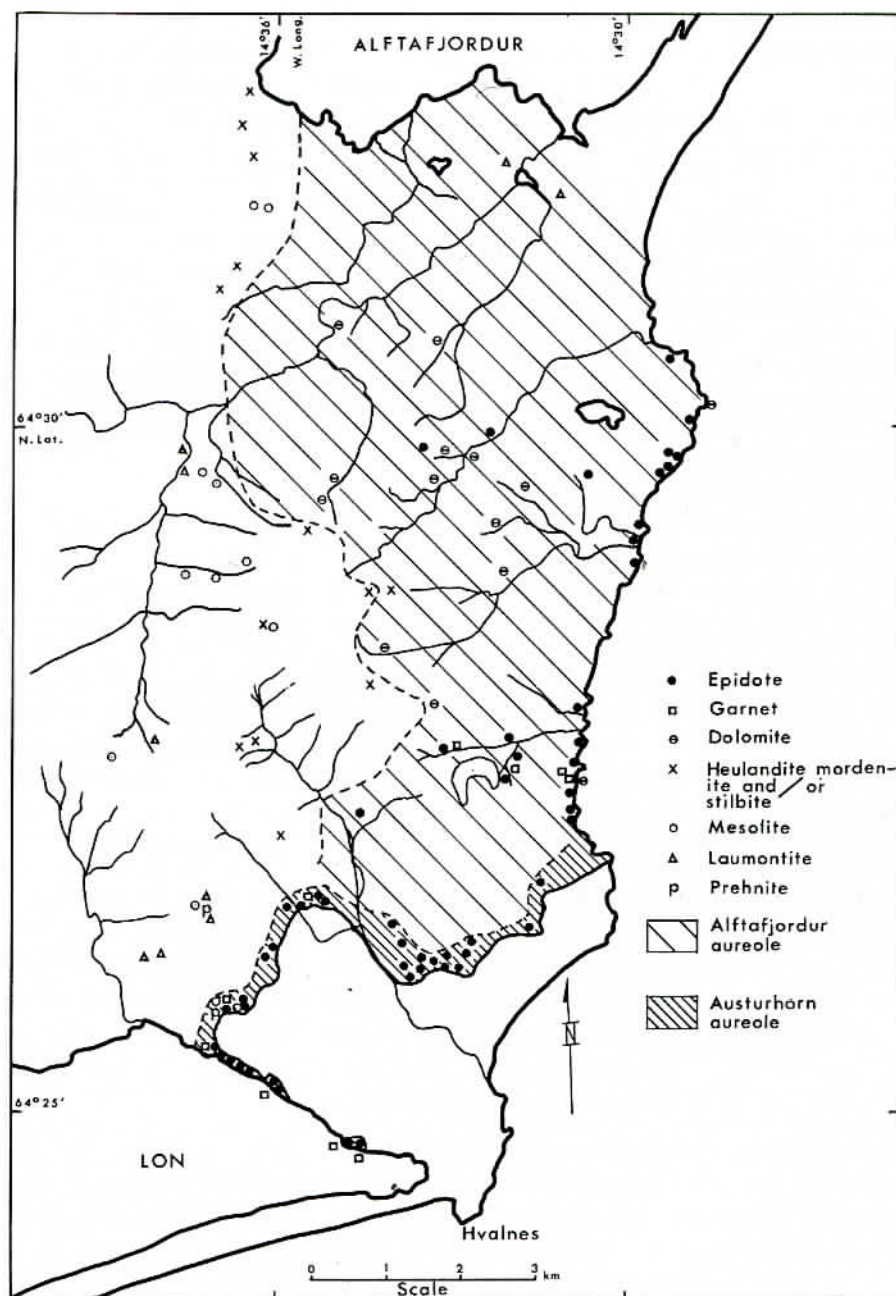 14°36'
W. Long.
14°30'
ALFTAFJORDUR
64°30'
N. Lat.
Epidote
Garnet
Dolomite
x Heulandite morden-
ite and / or
stilbite
Mesolite
Laumontite
p Prehnite
Alftafjordur
aureole
Austurhorn
aureole
N
64°25'
LON
Hvalnes
0 1 2 3 km
Scale